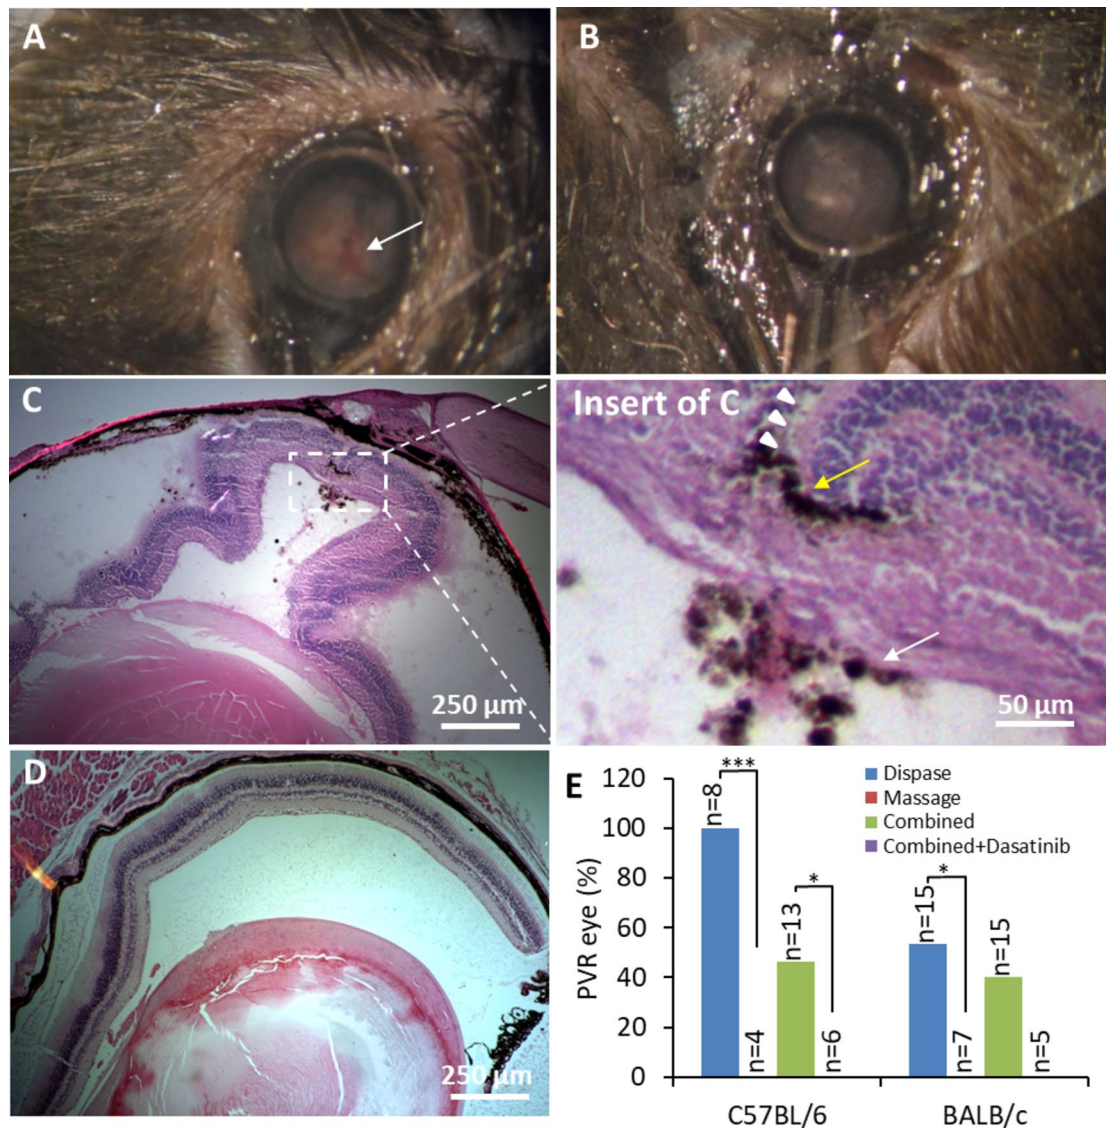 A
B
C
Insert of C
250 µm
50 µm
D
250 µm
E
120
100
80
60
40
20
0
PVR eye (%)
Dispase
Massage
Combined
Combined+Dasatinib
***
*
*
n=8
n=4
n=13
n=6
n=15
n=7
n=15
n=5
C57BL/6
BALB/c